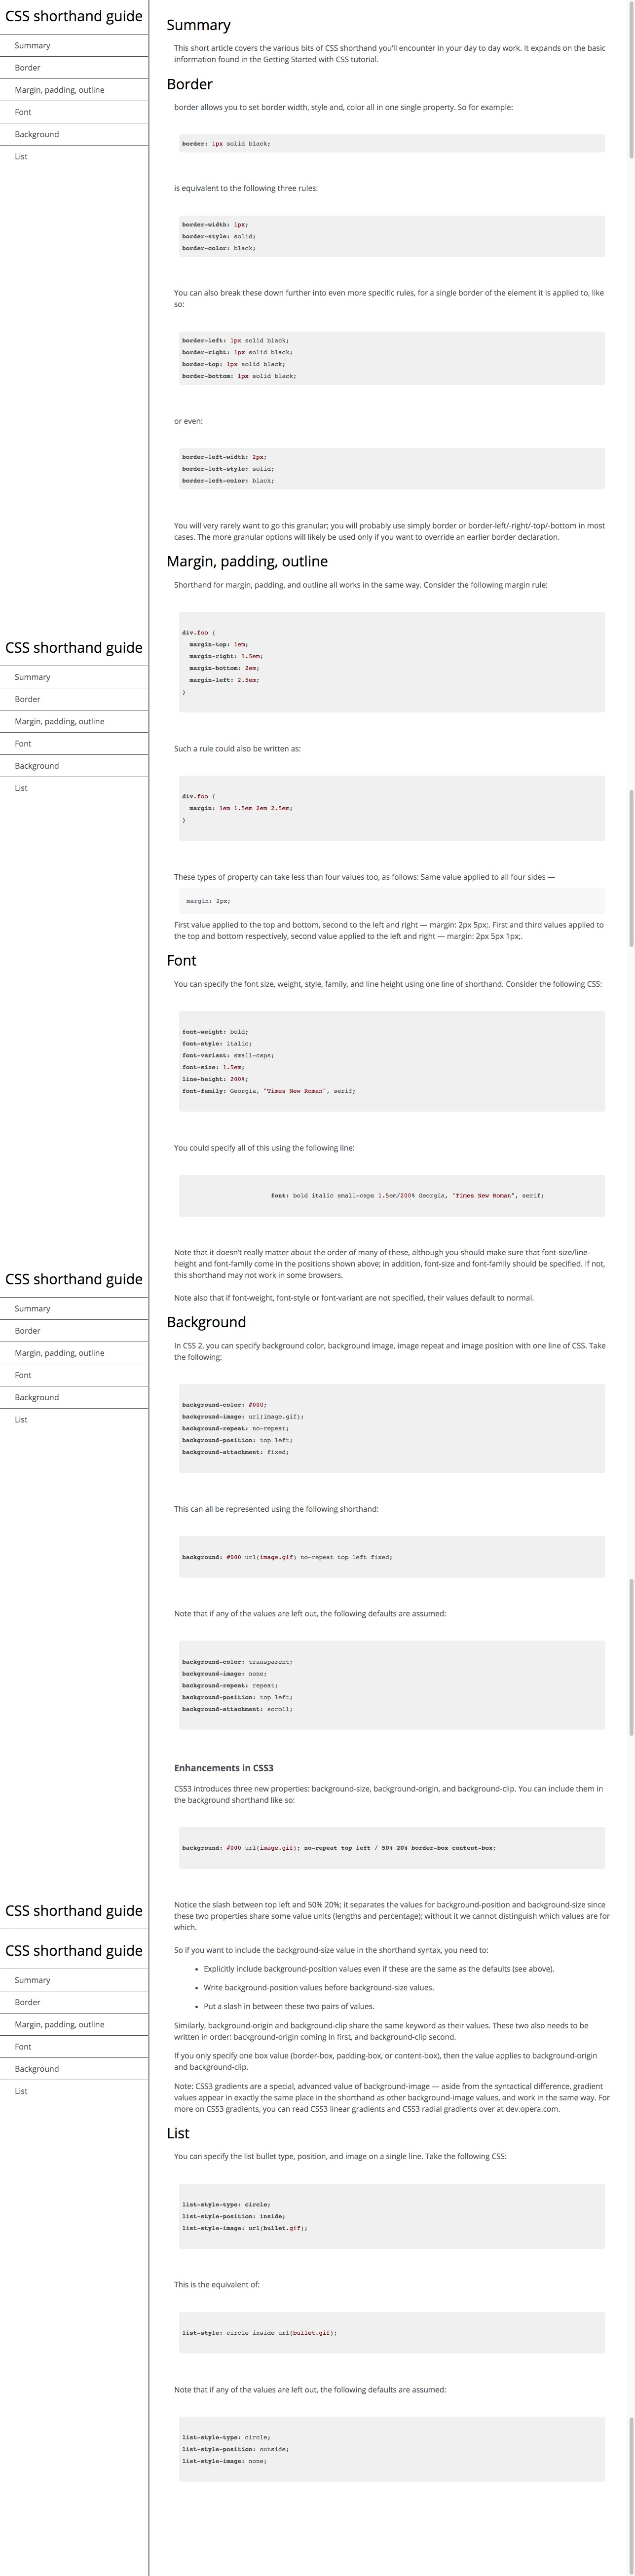 CSS shorthand guide
Summary
Border
Margin, padding, outline
Font
Background
List
Summary
This short article covers the various bits of CSS shorthand you'll encounter in your day to day work. It expands on the basic
information found in the Getting Started with CSS tutorial.
Border
border allows you to set border width, style and, color all in one single property. So for example:
border: 1px solid black;
is equivalent to the following three rules:
border-width: 1px;
border-style: solid;
border-color: black;
You can also break these down further into even more specific rules, for a single border of the element it is applied to, like
so:
border-left: 1px solid black;
border-right: 1px solid black;
border-top: 1px solid black;
border-bottom: 1px solid black;
or even:
border-left-width: 2px;
border-left-style: solid;
border-left-color: black;
You will very rarely want to go this granular; you will probably use simply border or border-left/-right/-top/-bottom in most
cases. The more granular options will likely be used only if you want to override an earlier border declaration.
Margin, padding, outline
Shorthand for margin, padding, and outline all works in the same way. Consider the following margin rule:
div.foo {
margin-top: 1em;
margin-right: 1.5em;
margin-bottom: 2em;
margin-left: 2.5em;
}
CSS shorthand guide
Summary
Border
Margin, padding, outline
Font
Background
List
Such a rule could also be written as:
div.foo {
margin: 1em 1.5em 2em 2.5em;
}
These types of property can take less than four values too, as follows: Same value applied to all four sides —
margin: 2px;
First value applied to the top and bottom, second to the left and right — margin: 2px 5px;. First and third values applied to
the top and bottom respectively, second value applied to the left and right — margin: 2px 5px 1px;.
Font
You can specify the font size, weight, style, family, and line height using one line of shorthand. Consider the following CSS:
font-weight: bold;
font-style: italic;
font-variant: small-caps;
font-size: 1.5em;
line-height: 200%;
font-family: Georgia, "Times New Roman", serif;
You could specify all of this using the following line:
font: bold italic small-caps 1.5em/200% Georgia, "Times New Roman", serif;
Note that it doesn't really matter about the order of many of these, although you should make sure that font-size/line-
height and font-family come in the positions shown above; in addition, font-size and font-family should be specified. If not,
this shorthand may not work in some browsers.
Note also that if font-weight, font-style or font-variant are not specified, their values default to normal.
CSS shorthand guide
Summary
Border
Margin, padding, outline
Font
Background
List
Background
In CSS 2, you can specify background color, background image, image repeat and image position with one line of CSS. Take
the following:
background-color: #000;
background-image: url(image.gif);
background-repeat: no-repeat;
background-position: top left;
background-attachment: fixed;
This can all be represented using the following shorthand:
background: #000 url(image.gif) no-repeat top left fixed;
Note that if any of the values are left out, the following defaults are assumed:
background-color: transparent;
background-image: none;
background-repeat: repeat;
background-position: top left;
background-attachment: scroll;
Enhancements in CSS3
CSS3 introduces three new properties: background-size, background-origin, and background-clip. You can include them in
the background shorthand like so:
background: #000 url(image.gif); no-repeat top left / 50% 20% border-box content-box;
CSS shorthand guide
CSS shorthand guide
Summary
Border
Margin, padding, outline
Font
Background
List
Notice the slash between top left and 50% 20%; it separates the values for background-position and background-size since
these two properties share some value units (lengths and percentage); without it we cannot distinguish which values are for
which.
So if you want to include the background-size value in the shorthand syntax, you need to:
• Explicitly include background-position values even if these are the same as the defaults (see above).
• Write background-position values before background-size values.
• Put a slash in between these two pairs of values.
Similarly, background-origin and background-clip share the same keyword as their values. These two also needs to be
written in order: background-origin coming in first, and background-clip second.
If you only specify one box value (border-box, padding-box, or content-box), then the value applies to background-origin
and background-clip.
Note: CSS3 gradients are a special, advanced value of background-image — aside from the syntactical difference, gradient
values appear in exactly the same place in the shorthand as other background-image values, and work in the same way. For
more on CSS3 gradients, you can read CSS3 linear gradients and CSS3 radial gradients over at dev.opera.com.
List
You can specify the list bullet type, position, and image on a single line. Take the following CSS:
list-style-type: circle;
list-style-position: inside;
list-style-image: url(bullet.gif);
This is the equivalent of:
list-style: circle inside url(bullet.gif);
Note that if any of the values are left out, the following defaults are assumed:
list-style-type: circle;
list-style-position: outside;
list-style-image: none;